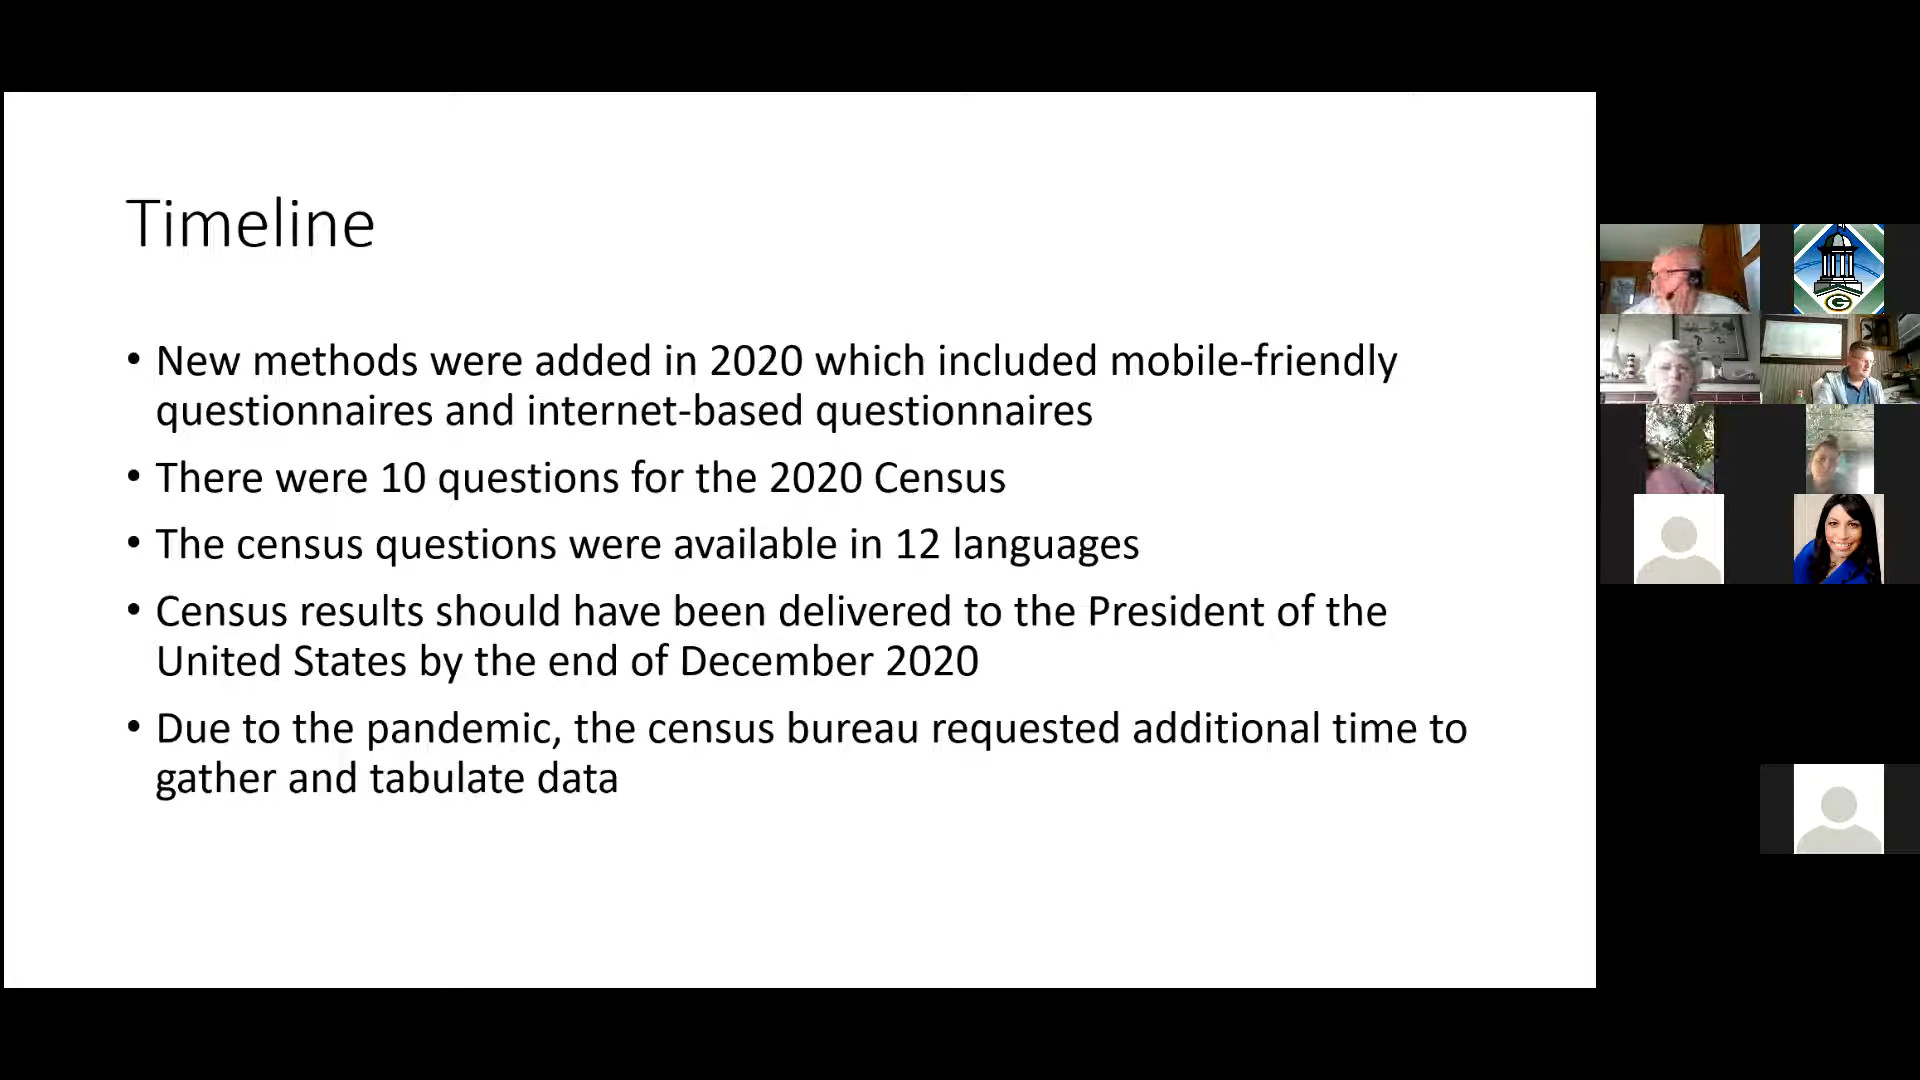 Timeline
• New methods were added in 2020 which included mobile-friendly
questionnaires and internet-based questionnaires
• There were 10 questions for the 2020 Census
• The census questions were available in 12 languages
• Census results should have been delivered to the President of the
United States by the end of December 2020
• Due to the pandemic, the census bureau requested additional time to
gather and tabulate data
G